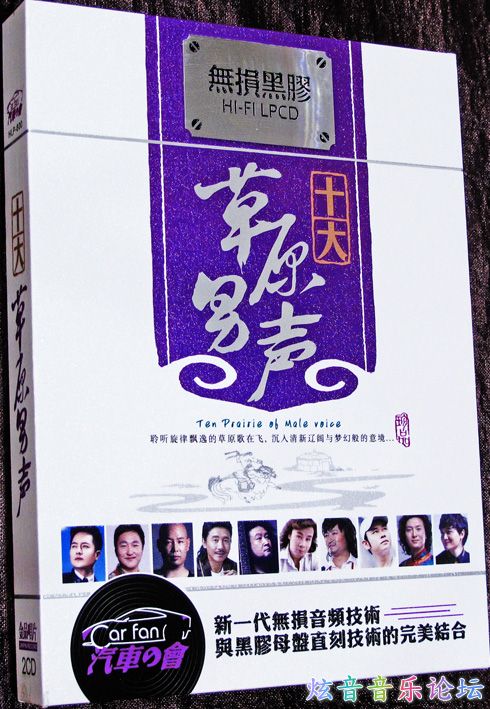 無損黑膠
HI-FI LPCD
十大
草原男声
Ten Prairie of Male voice
聆听旋律飘逸的草原歌在飞，沉入清新辽阔与梦幻般的意境...
珍品
Car fans
汽車の會
新一代無損音頻技術
與黑膠母盤直刻技術的完美結合
十大
草原男声
2CD
炫音音乐论坛